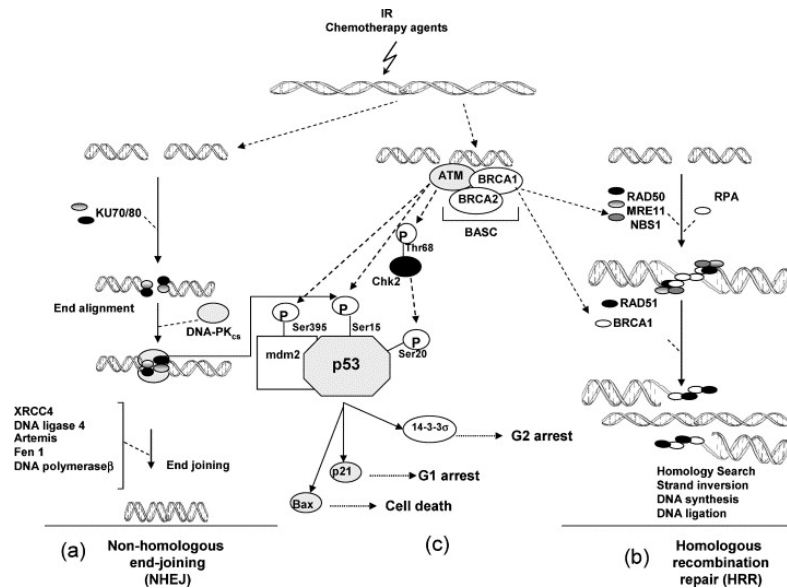 IR
Chemotherapy agents
KU70/80
End alignment
DNA-PKcs
XRCC4
DNA ligase 4
Artemis
Fen 1
DNA polymeraseβ
End joining
(a)
Non-homologous
end-joining
(NHEJ)
ATM
BRCA1
BRCA2
BASC
P
Thr68
Chk2
P
Ser395
P
Ser15
P
Ser20
mdm2
p53
14-3-3σ
G2 arrest
p21
G1 arrest
Bax
Cell death
(c)
RAD50
MRE11
NBS1
RPA
RAD51
BRCA1
Homology Search
Strand inversion
DNA synthesis
DNA ligation
(b)
Homologous
recombination
repair (HRR)